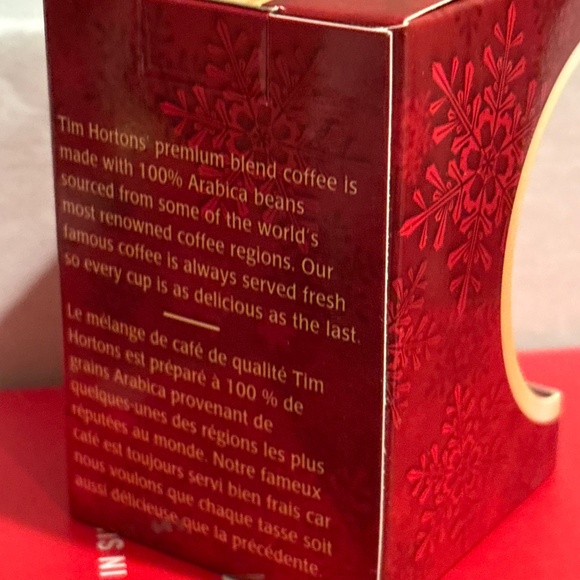 Tim Hortons' premium blend coffee is
made with 100% Arabica beans
sourced from some of the world's
most renowned coffee regions. Our
famous coffee is always served fresh
so every cup is as delicious as the last.
Le mélange de café de qualité Tim
Hortons est préparé à 100 % de
grains Arabica provenant de
quelques-unes des régions les plus
réputées au monde. Notre fameux
café est toujours servi bien frais car
nous voulons que chaque tasse soit
aussi délicieuse que la précédente.
IN